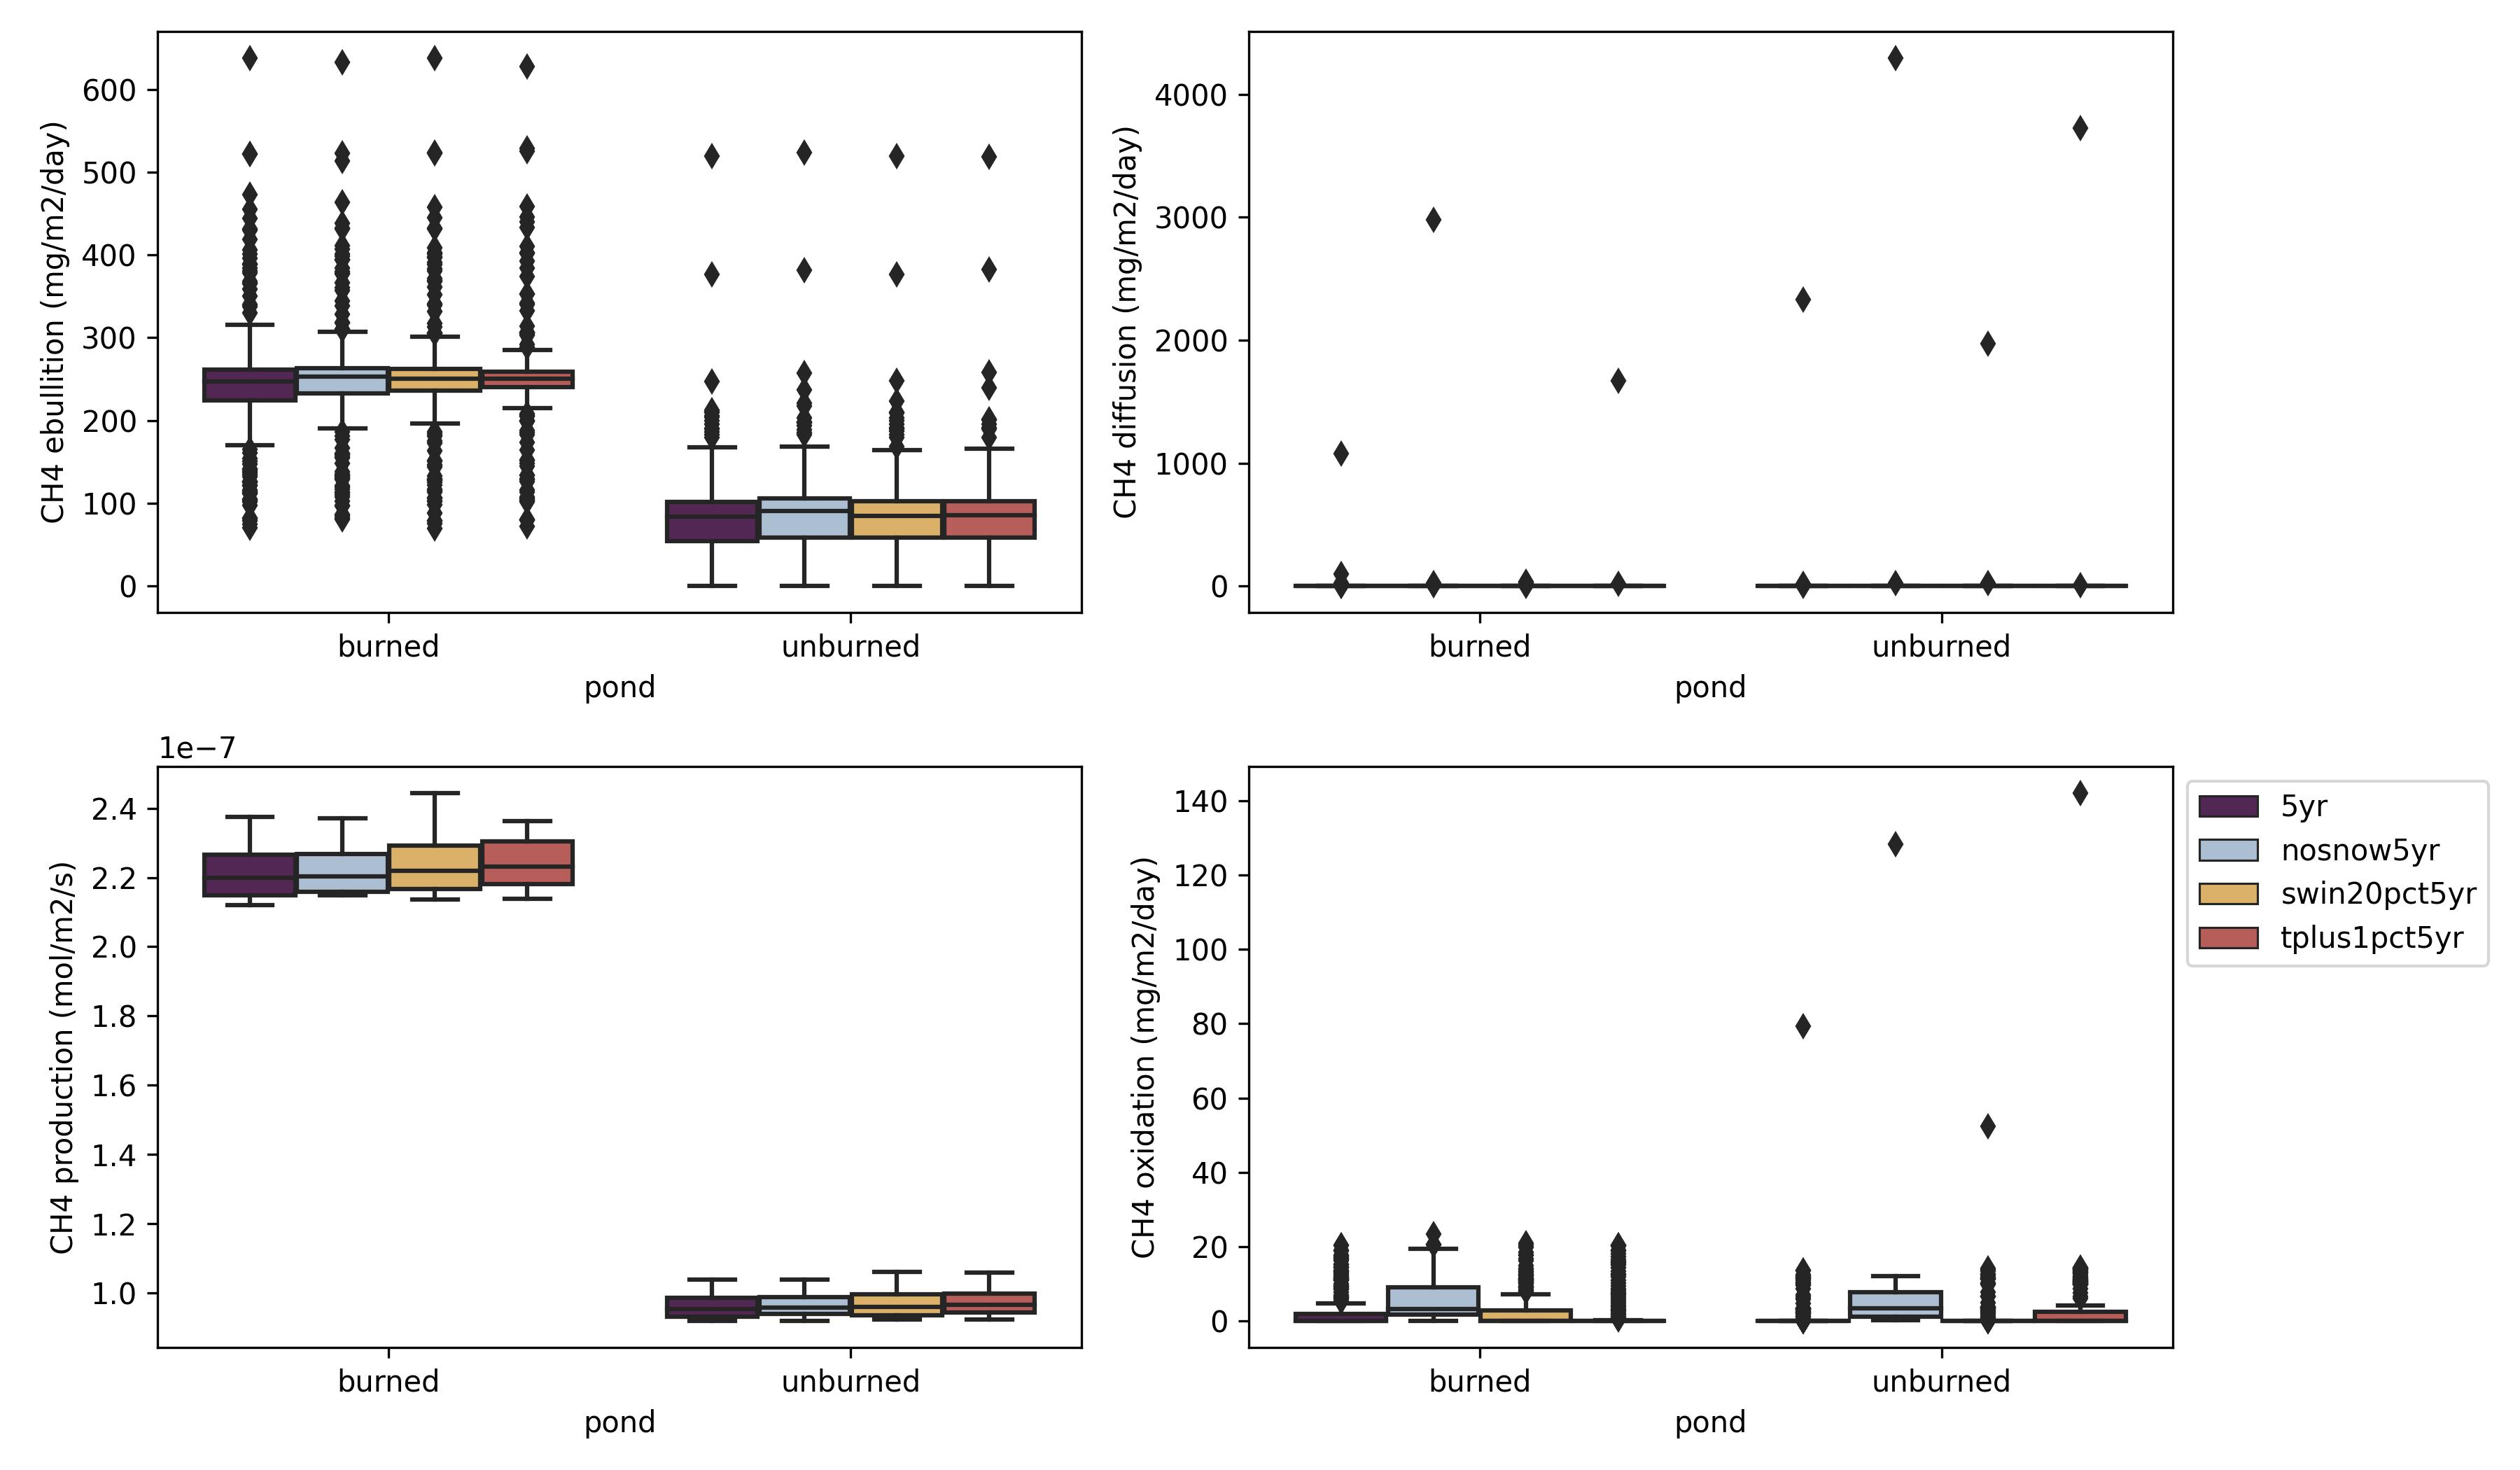 600
500
400
300
200
100
0
CH4 ebullition (mg/m2/day)
burned
unburned
pond
4000
3000
2000
1000
0
CH4 diffusion (mg/m2/day)
burned
unburned
pond
1e−7
2.4
2.2
2.0
1.8
1.6
1.4
1.2
1.0
CH4 production (mol/m2/s)
burned
unburned
pond
140
120
100
80
60
40
20
0
CH4 oxidation (mg/m2/day)
burned
unburned
pond
5yr
nosnow5yr
swin20pct5yr
tplus1pct5yr